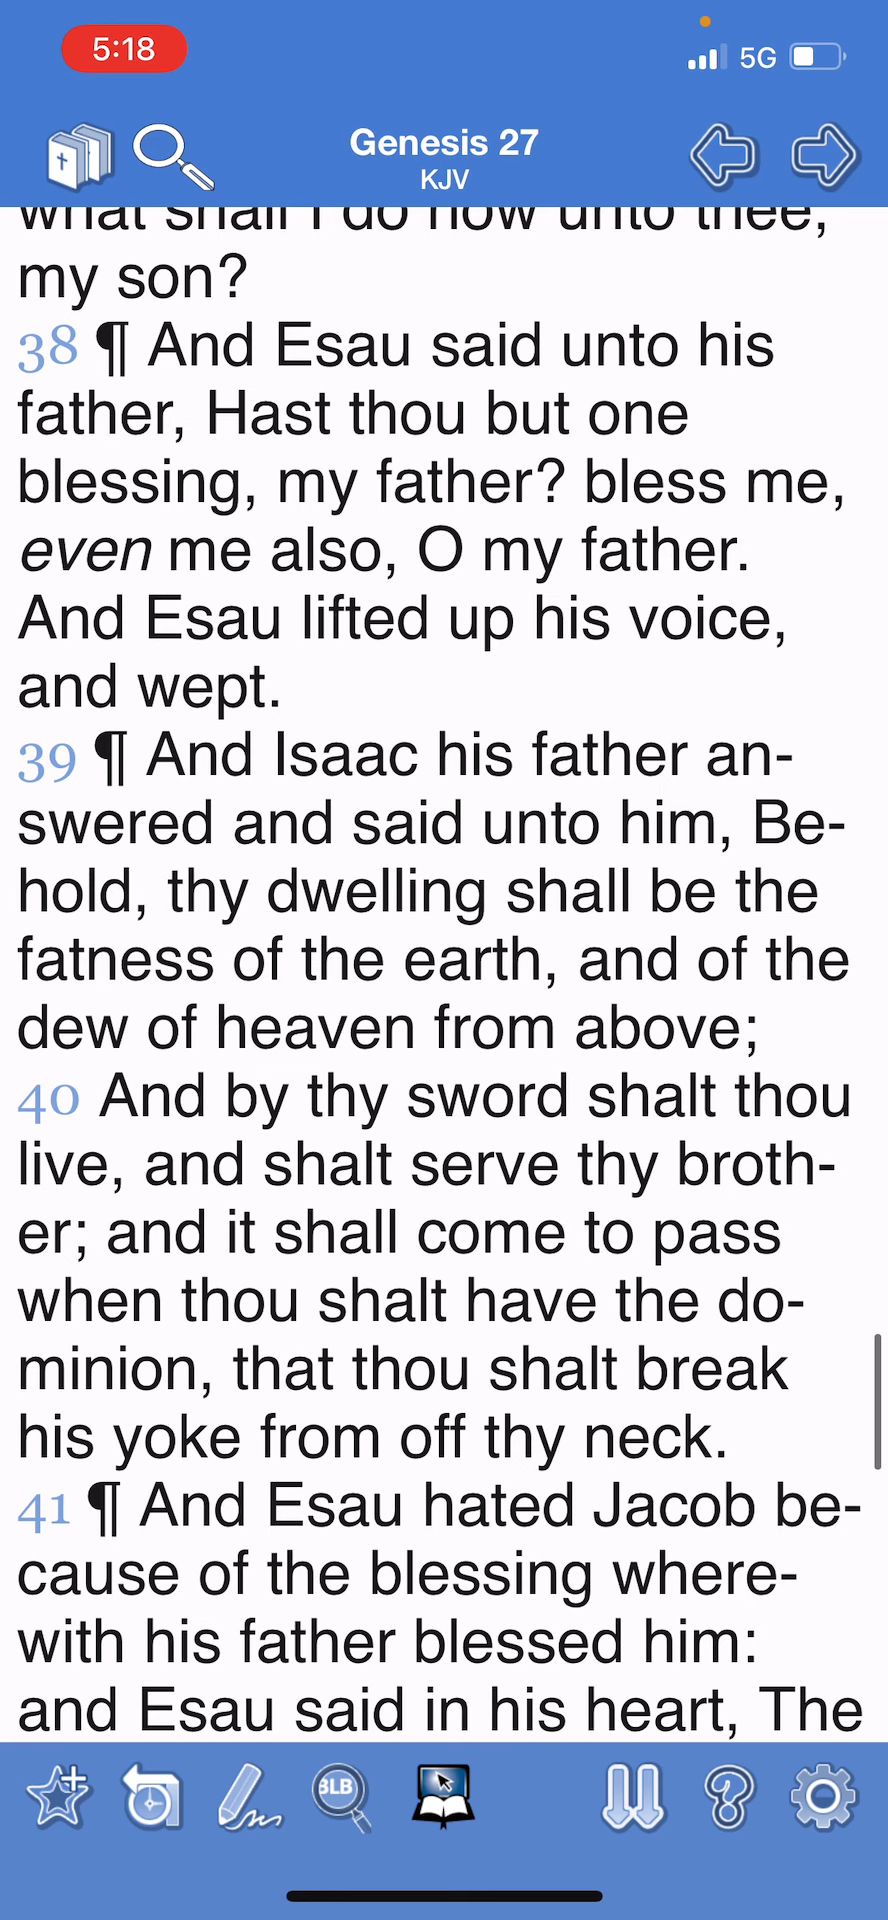 5:18
5G
Genesis 27
KJV
what shall I do now unto thee,
my son?
38 ¶ And Esau said unto his
father, Hast thou but one
blessing, my father? bless me,
even me also, O my father.
And Esau lifted up his voice,
and wept.
39 ¶ And Isaac his father an-
swered and said unto him, Be-
hold, thy dwelling shall be the
fatness of the earth, and of the
dew of heaven from above;
40 And by thy sword shalt thou
live, and shalt serve thy broth-
er; and it shall come to pass
when thou shalt have the do-
minion, that thou shalt break
his yoke from off thy neck.
41 ¶ And Esau hated Jacob be-
cause of the blessing where-
with his father blessed him:
and Esau said in his heart, The
BLB